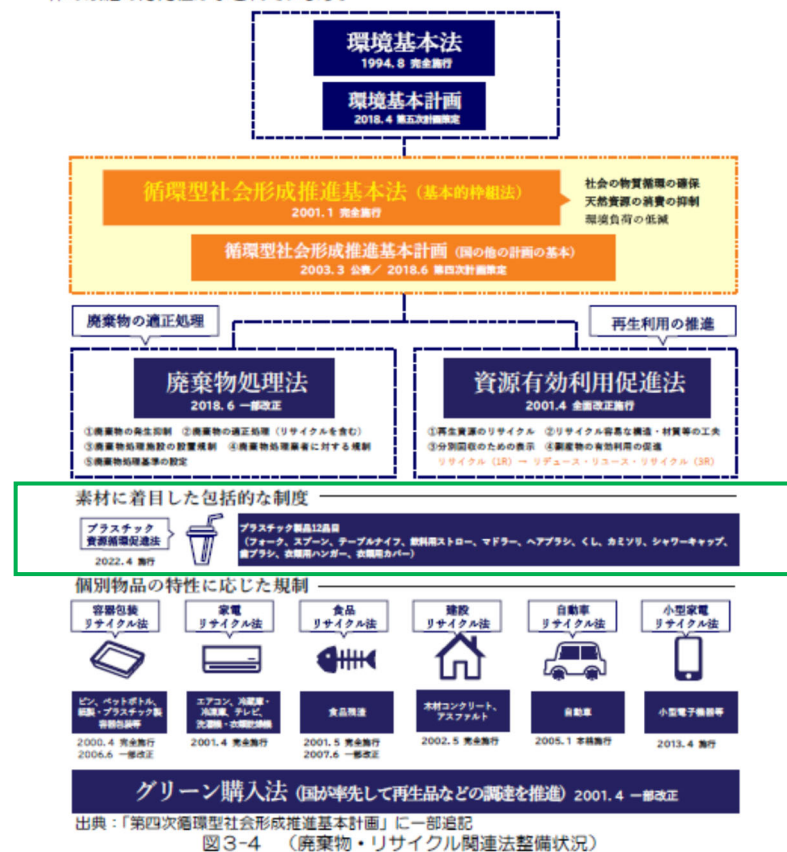 環境基本法
1994.8 完全施行
環境基本計画
2018.4 第五次計画策定
循環型社会形成推進基本法（基本的枠組法）
2001.1 完全施行
社会の物質循環の確保
天然資源の消費の抑制
環境負荷の低減
循環型社会形成推進基本計画（国の他の計画の基本）
2003.3 公表／ 2018.6 第四次計画策定
廃棄物の適正処理
再生利用の推進
廃棄物処理法
2018.6 一部改正
①廃棄物の発生抑制 ②廃棄物の適正処理（リサイクルを含む）
③廃棄物処理施設の設置規制 ④廃棄物処理業者に対する規制
⑤廃棄物処理基準の設定
資源有効利用促進法
2001.4 全面改正施行
①再生資源のリサイクル ②リサイクル容易な構造・材質等の工夫
③分別回収のための表示 ④副産物の有効利用の促進
リサイクル（1R）→ リデュース・リユース・リサイクル（3R）
素材に着目した包括的な制度
プラスチック
資源循環促進法
2022.4 施行
プラスチック製品12品目
（フォーク、スプーン、テーブルナイフ、飲料用ストロー、マドラー、ヘアブラシ、くし、カミソリ、シャワーキャップ、
歯ブラシ、衣類用ハンガー、衣類用カバー）
個別物品の特性に応じた規制
容器包装
リサイクル法
ビン、ペットボトル、
紙製・プラスチック製
容器包装等
2000.4 完全施行
2006.6 一部改正
家電
リサイクル法
エアコン、冷蔵庫・
冷凍庫、テレビ、
洗濯機・衣類乾燥機
2001.4 完全施行
食品
リサイクル法
食品残渣
2001.5 完全施行
2007.6 一部改正
建設
リサイクル法
木材コンクリート、
アスファルト
2002.5 完全施行
自動車
リサイクル法
自動車
2005.1 本格施行
小型家電
リサイクル法
小型電子機器等
2013.4 施行
グリーン購入法（国が率先して再生品などの調達を推進）2001.4 一部改正
出典：「第四次循環型社会形成推進基本計画」に一部追記
図3-4 （廃棄物・リサイクル関連法整備状況）